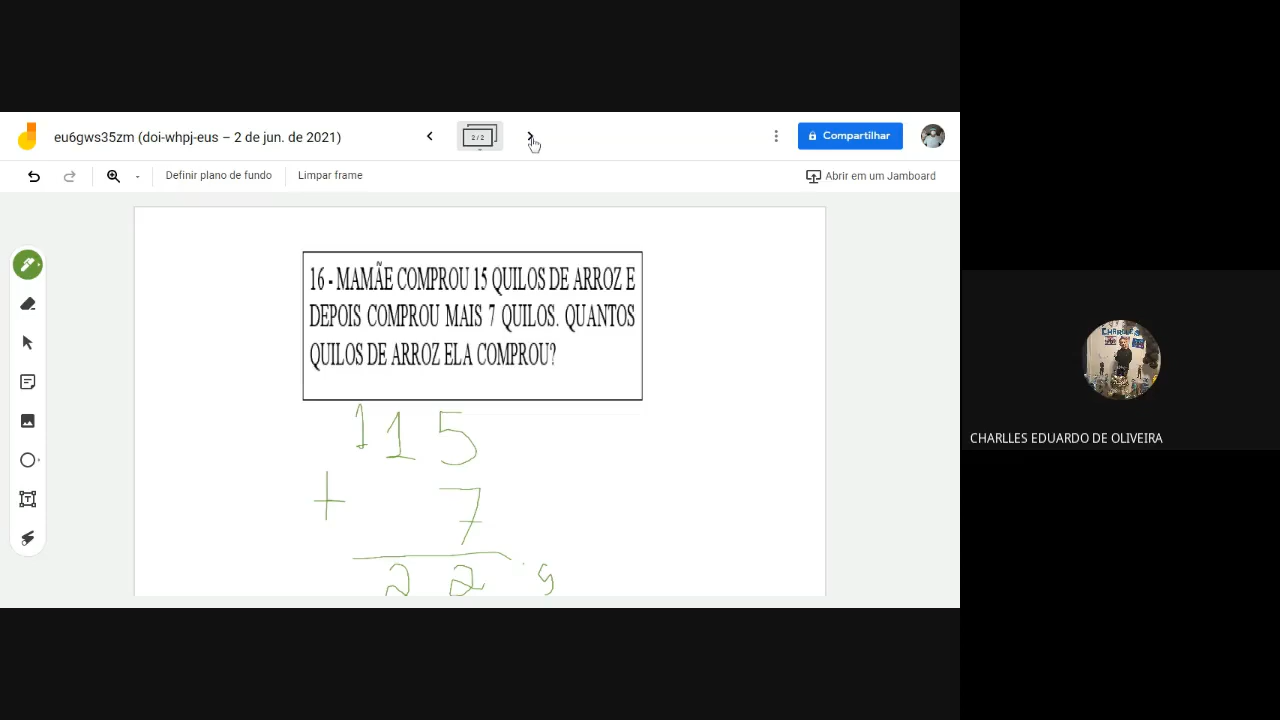 eu6gws35zm (doi-whpj-eus – 2 de jun. de 2021)
2 / 2
Compartilhar
Definir plano de fundo
Limpar frame
Abrir em um Jamboard
16 - MAMÃE COMPROU 15 QUILOS DE ARROZ E
DEPOIS COMPROU MAIS 7 QUILOS. QUANTOS
QUILOS DE ARROZ ELA COMPROU?
1 1 5
+ 7
2 2
CHARLLES EDUARDO DE OLIVEIRA